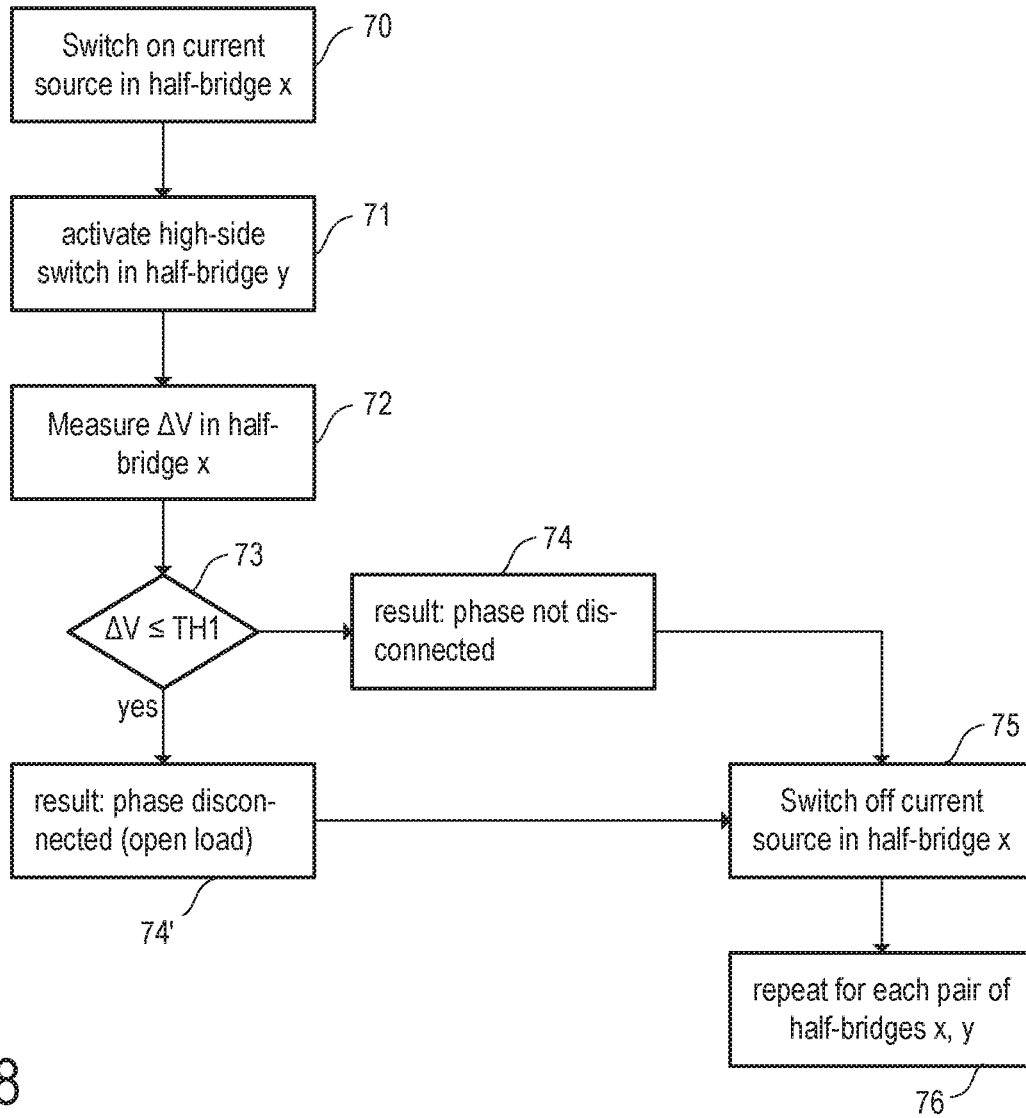 Switch on current
source in half-bridge x
70
activate high-side
switch in half-bridge y
71
Measure ΔV in half-
bridge x
72
73
ΔV ≤ TH1
yes
74
result: phase not dis-
connected
result: phase discon-
nected (open load)
74'
75
Switch off current
source in half-bridge x
repeat for each pair of
half-bridges x, y
76
8